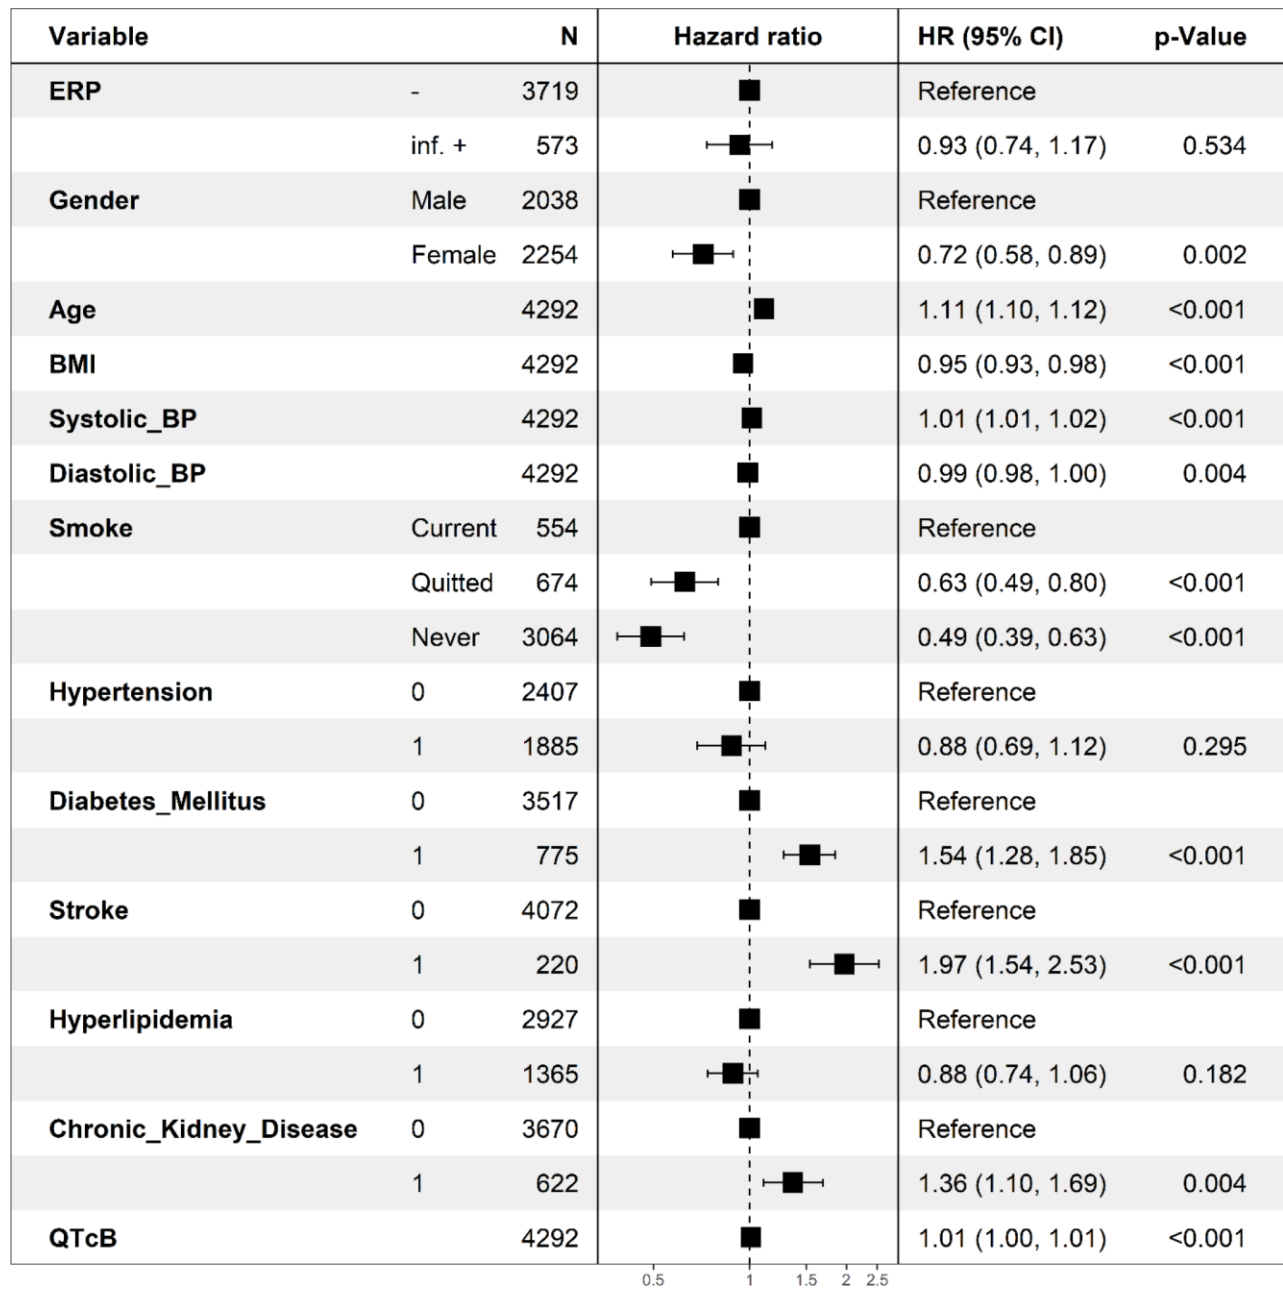 Variable N Hazard ratio HR (95% CI) p-Value
ERP - 3719 Reference
inf. + 573 0.93 (0.74, 1.17) 0.534
Gender Male 2038 Reference
Female 2254 0.72 (0.58, 0.89) 0.002
Age 4292 1.11 (1.10, 1.12) <0.001
BMI 4292 0.95 (0.93, 0.98) <0.001
Systolic_BP 4292 1.01 (1.01, 1.02) <0.001
Diastolic_BP 4292 0.99 (0.98, 1.00) 0.004
Smoke Current 554 Reference
Quitted 674 0.63 (0.49, 0.80) <0.001
Never 3064 0.49 (0.39, 0.63) <0.001
Hypertension 0 2407 Reference
1 1885 0.88 (0.69, 1.12) 0.295
Diabetes_Mellitus 0 3517 Reference
1 775 1.54 (1.28, 1.85) <0.001
Stroke 0 4072 Reference
1 220 1.97 (1.54, 2.53) <0.001
Hyperlipidemia 0 2927 Reference
1 1365 0.88 (0.74, 1.06) 0.182
Chronic_Kidney_Disease 0 3670 Reference
1 622 1.36 (1.10, 1.69) 0.004
QTcB 4292 1.01 (1.00, 1.01) <0.001
0.5 1 1.5 2 2.5